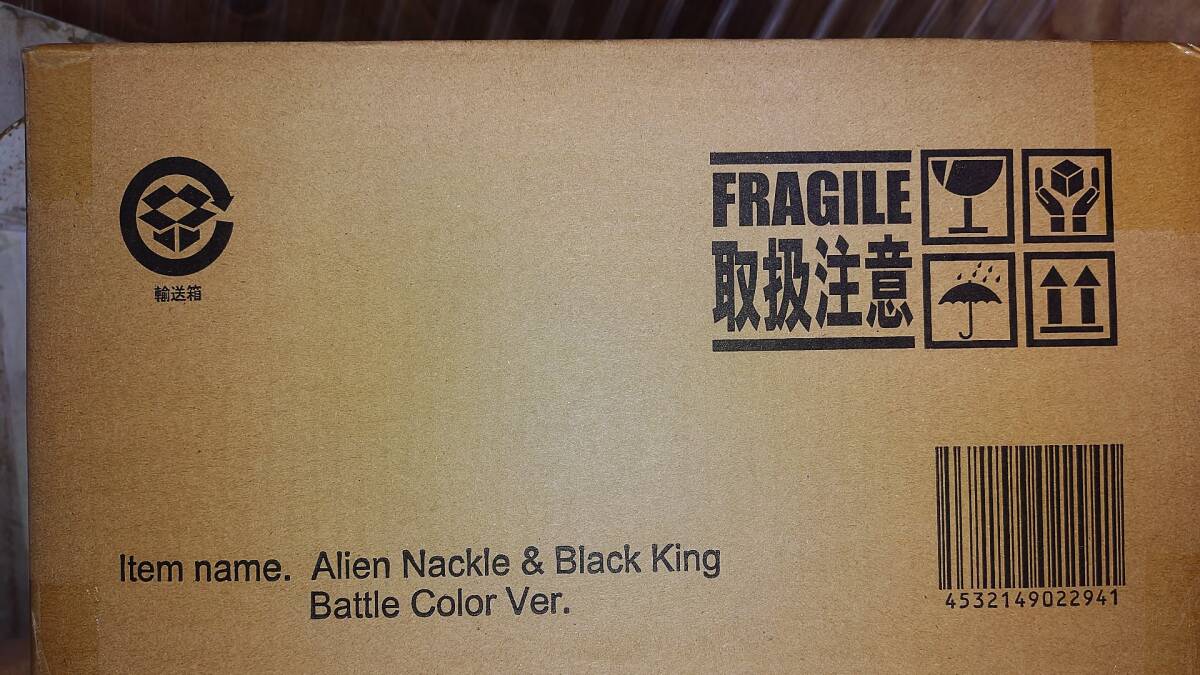 輸送箱
FRAGILE
取扱注意
Item name. Alien Nackle & Black King
Battle Color Ver.
4532149022941